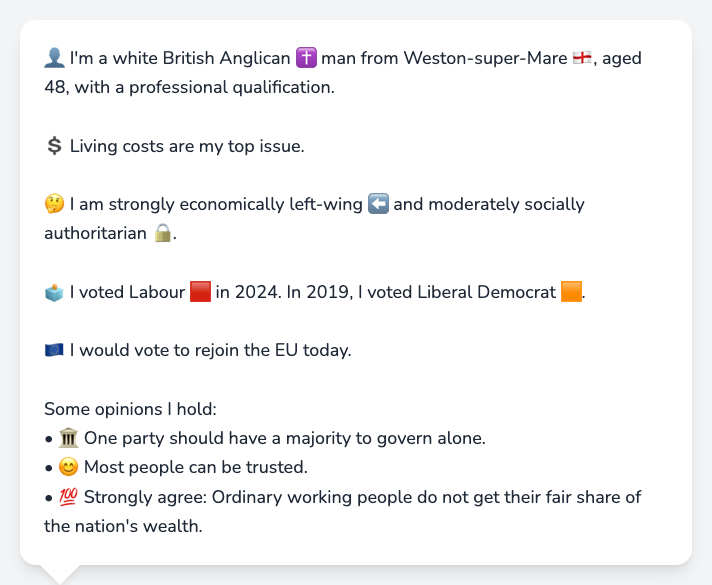 👤 I'm a white British Anglican ✝️ man from Weston-super-Mare 🏴󠁧󠁢󠁥󠁮󠁧󠁿, aged
48, with a professional qualification.
💲 Living costs are my top issue.
🤔 I am strongly economically left-wing ⬅️ and moderately socially
authoritarian 🔒.
🗳️ I voted Labour 🟥 in 2024. In 2019, I voted Liberal Democrat 🟧.
🇪🇺 I would vote to rejoin the EU today.
Some opinions I hold:
• 🏛️ One party should have a majority to govern alone.
• 😊 Most people can be trusted.
• 💯 Strongly agree: Ordinary working people do not get their fair share of
the nation's wealth.